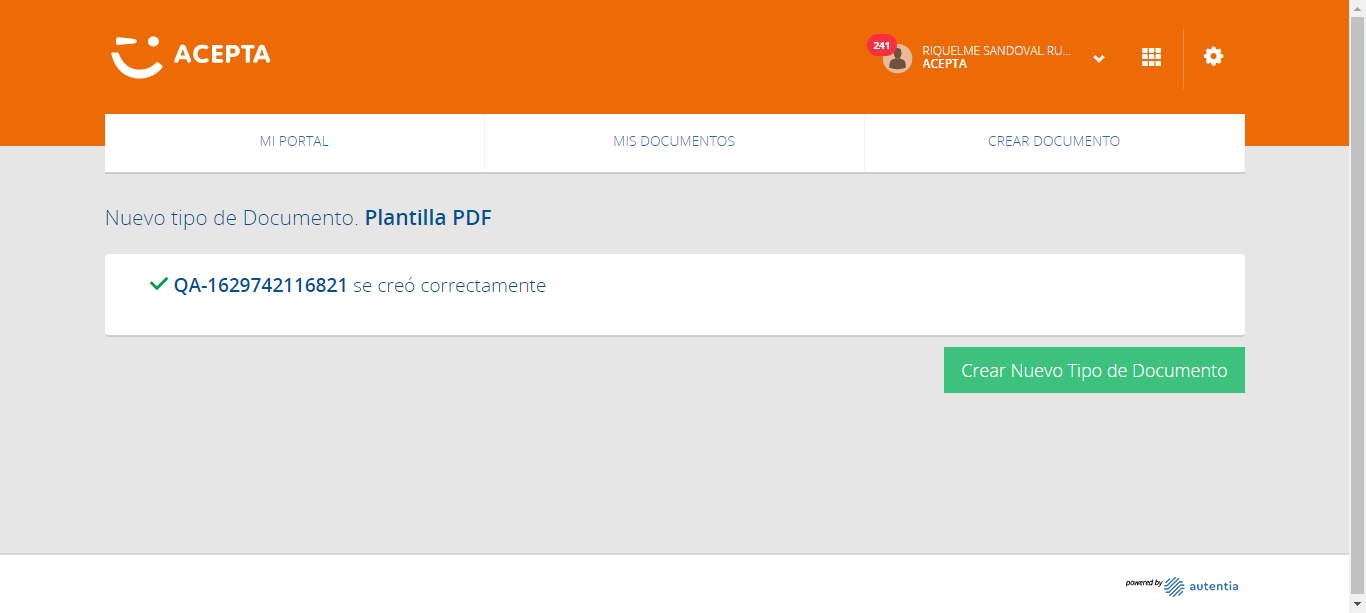 ACEPTA
241
RIQUELME SANDOVAL RU...
ACEPTA
MI PORTAL
MIS DOCUMENTOS
CREAR DOCUMENTO
Nuevo tipo de Documento. Plantilla PDF
QA-1629742116821 se creó correctamente
Crear Nuevo Tipo de Documento
powered by autentia